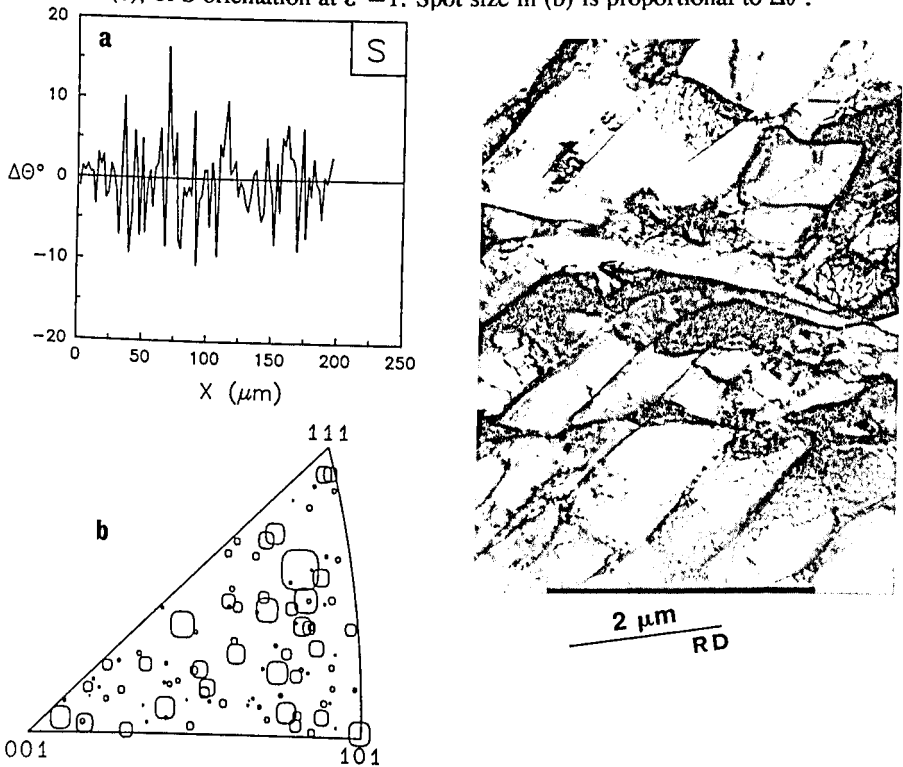 of S orientation at ε =1. Spot size in (b) is proportional to Δθ .
20
a
S
10
ΔΘ°
0
−10
−20
0
50
100
150
200
250
X (μm)
111
b
001
101
2 μm
RD